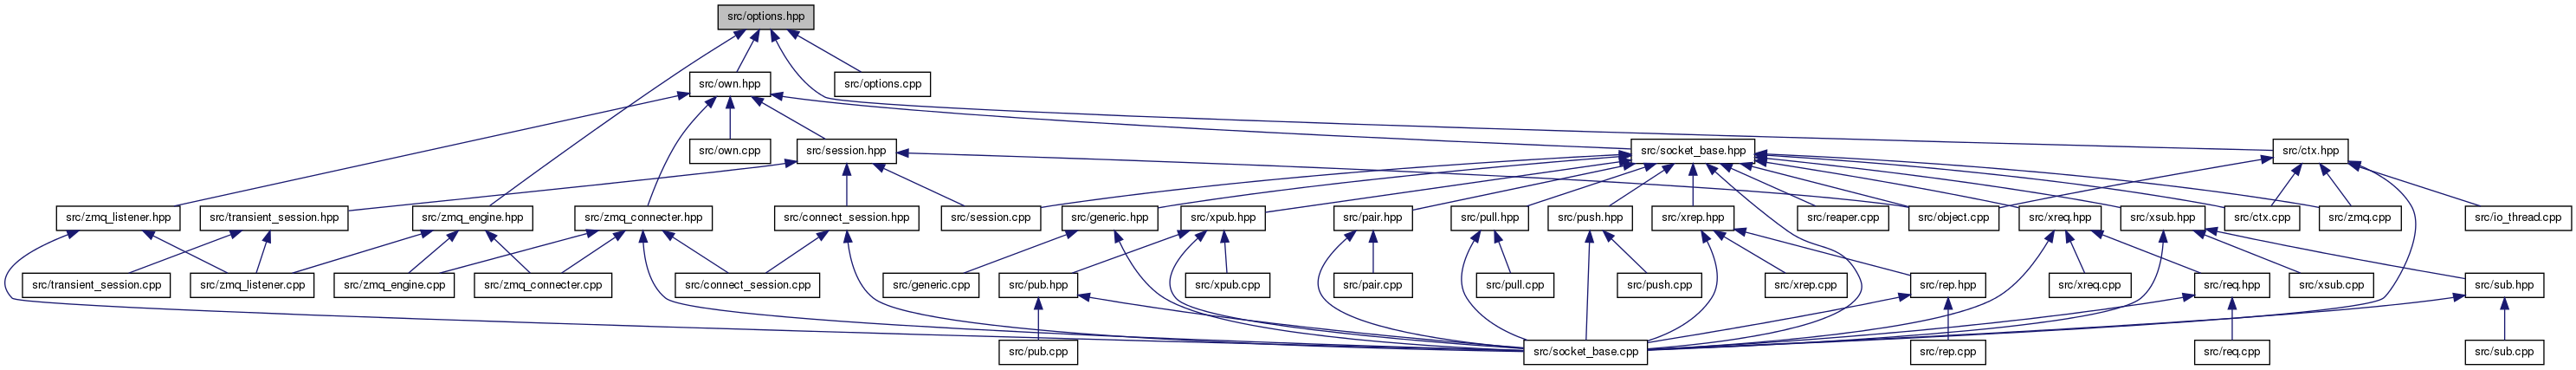 src/options.hpp
src/own.hpp
src/options.cpp
src/own.cpp
src/session.hpp
src/socket_base.hpp
src/ctx.hpp
src/zmq_listener.hpp
src/transient_session.hpp
src/zmq_engine.hpp
src/zmq_connecter.hpp
src/connect_session.hpp
src/session.cpp
src/generic.hpp
src/xpub.hpp
src/pair.hpp
src/pull.hpp
src/push.hpp
src/xrep.hpp
src/reaper.cpp
src/object.cpp
src/xreq.hpp
src/xsub.hpp
src/ctx.cpp
src/zmq.cpp
src/io_thread.cpp
src/transient_session.cpp
src/zmq_listener.cpp
src/zmq_engine.cpp
src/zmq_connecter.cpp
src/connect_session.cpp
src/generic.cpp
src/pub.hpp
src/xpub.cpp
src/pair.cpp
src/pull.cpp
src/push.cpp
src/xrep.cpp
src/rep.hpp
src/xreq.cpp
src/req.hpp
src/xsub.cpp
src/sub.hpp
src/pub.cpp
src/socket_base.cpp
src/rep.cpp
src/req.cpp
src/sub.cpp